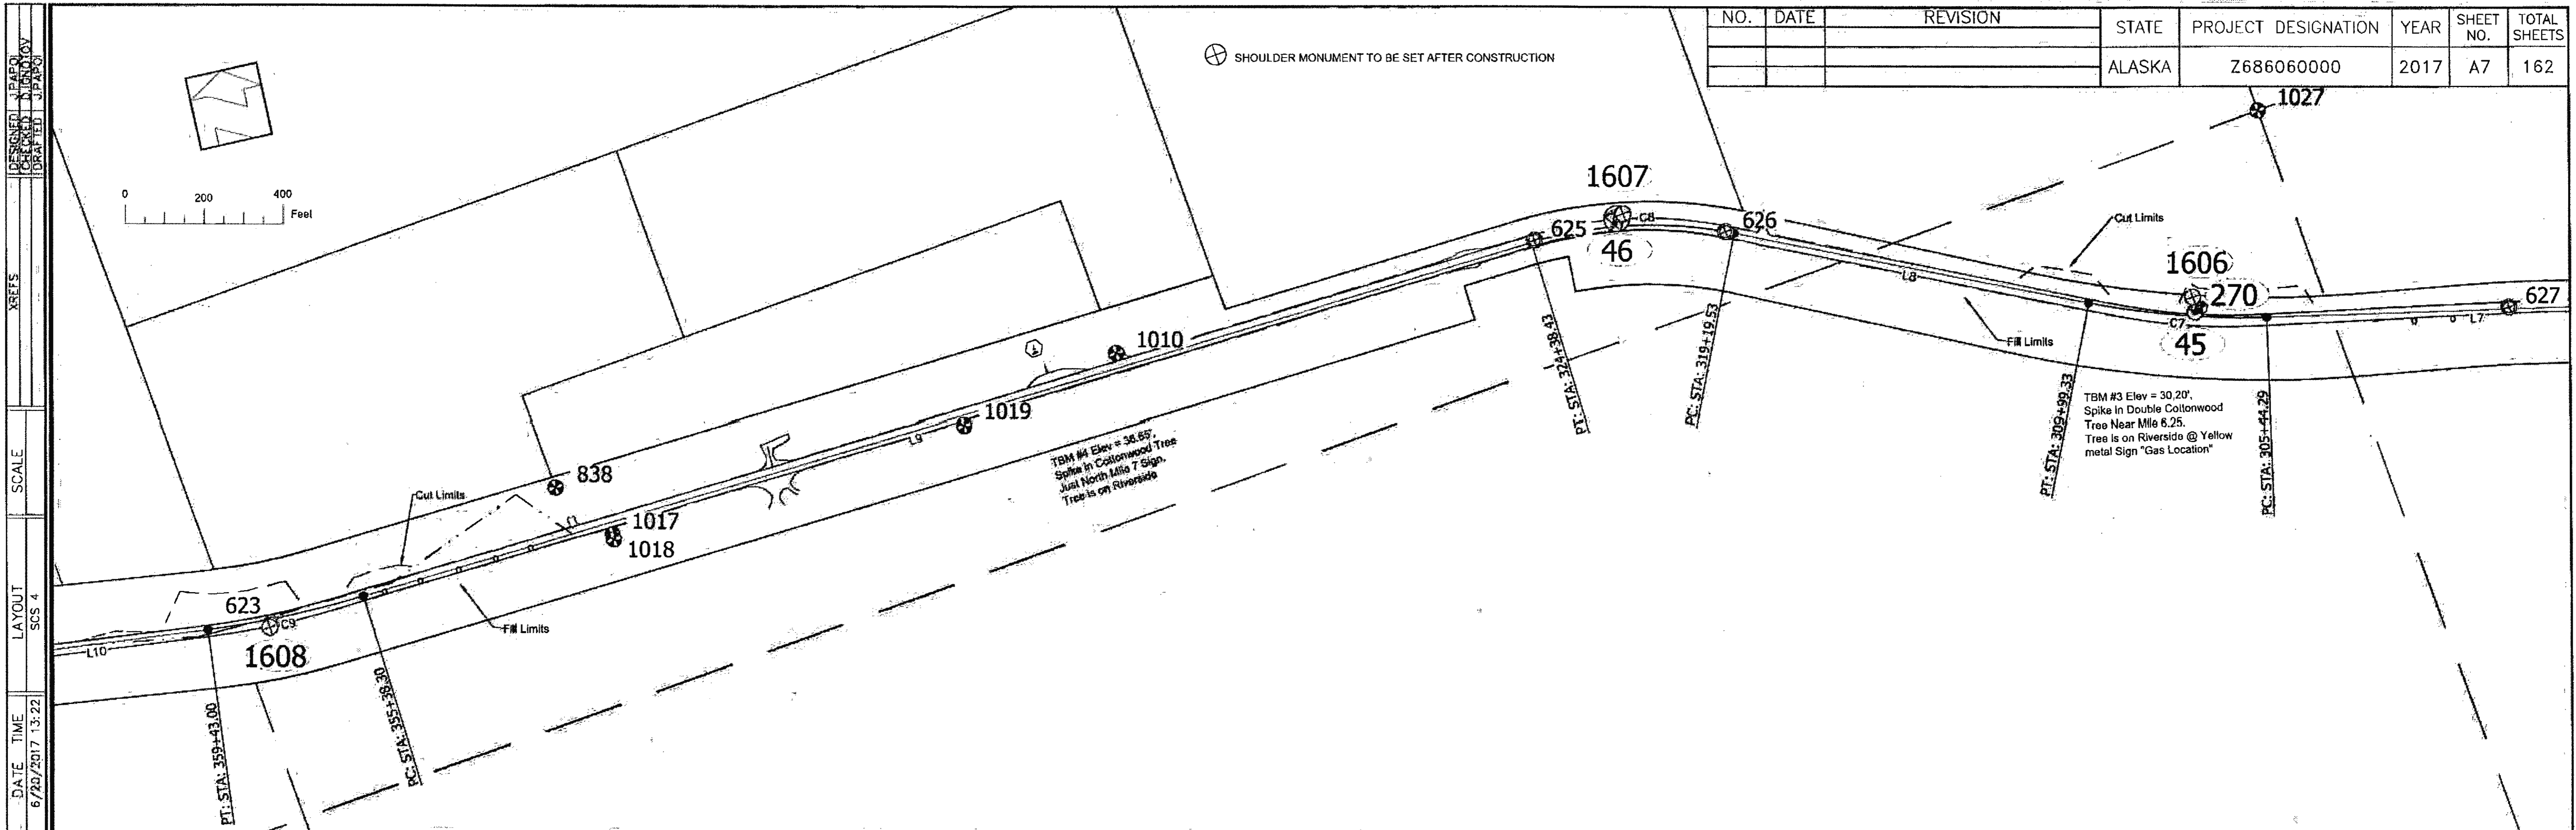 NO. DATE REVISION
STATE PROJECT DESIGNATION YEAR SHEET NO. TOTAL SHEETS
ALASKA Z686060000 2017 A7 162
SHOULDER MONUMENT TO BE SET AFTER CONSTRUCTION
DESIGNED J.PAPOI
CHECKED
DRAFTED J.PAPOI
XREFS
SCALE
LAYOUT
SCS 4
DATE TIME
6/20/2017 13:22
0 200 400
Feet
1027
1607
625
C8
626
46
L8
Cut Limits
1606
270
C7
45
L7
627
Fill Limits
1010
1019
L9
838
Cut Limits
1017
1018
623
C9
1608
L10
Fill Limits
TBM #4 Elev = 36.65',
Spike in Cottonwood Tree
Just North Mile 7 Sign.
Tree is on Riverside
TBM #3 Elev = 30.20',
Spike in Double Cottonwood
Tree Near Mile 6.25.
Tree is on Riverside @ Yellow
metal Sign "Gas Location"
PT: STA: 359+43.00
PC: STA: 355+38.30
PT: STA: 324+38.43
PC: STA: 319+19.53
PT: STA: 309+99.33
PC: STA: 305+44.29